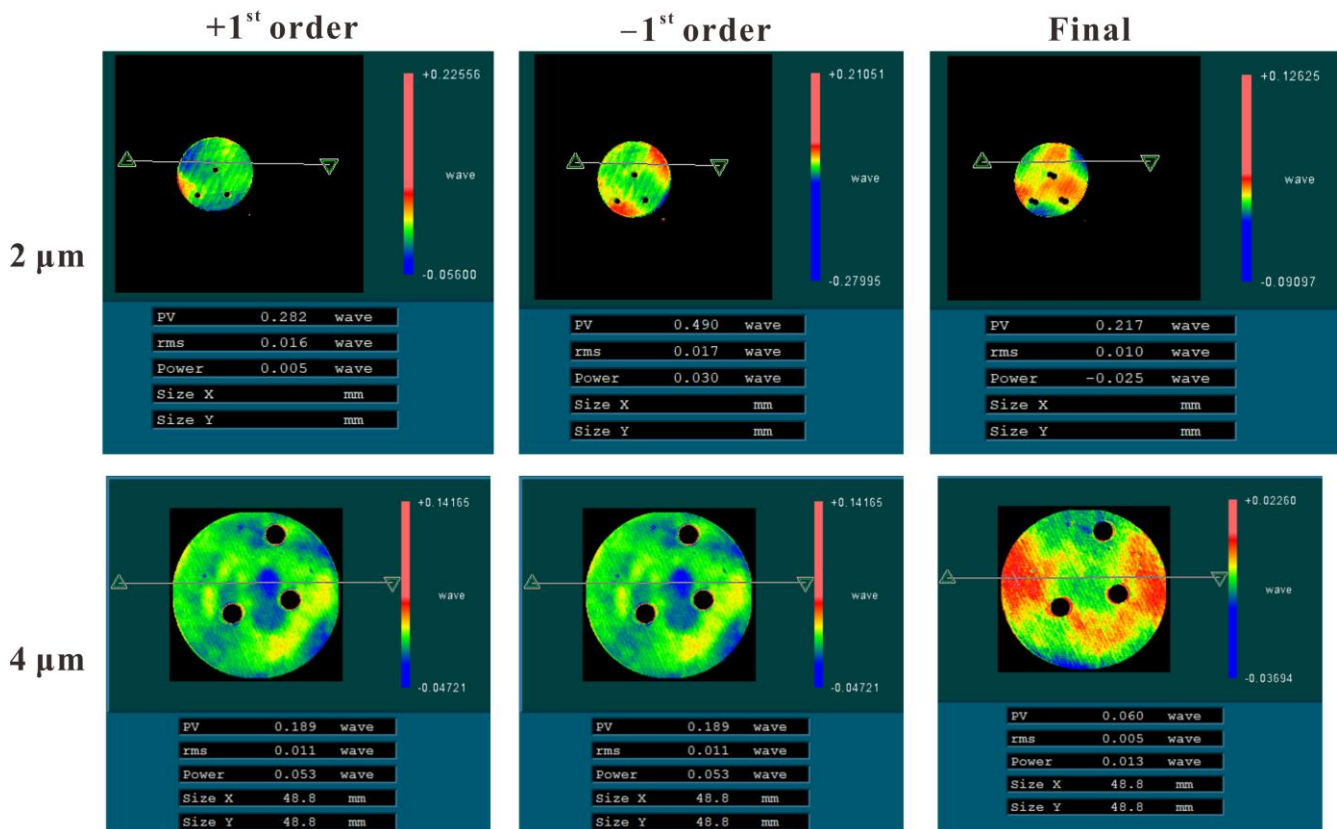 +1st order
−1st order
Final
2 μm
+0.22556
wave
-0.05600
PV 0.282 wave
rms 0.016 wave
Power 0.005 wave
Size X mm
Size Y mm
+0.21051
wave
-0.27995
PV 0.490 wave
rms 0.017 wave
Power 0.030 wave
Size X mm
Size Y mm
+0.12625
wave
-0.09097
PV 0.217 wave
rms 0.010 wave
Power -0.025 wave
Size X mm
Size Y mm
4 μm
+0.14165
wave
-0.04721
PV 0.189 wave
rms 0.011 wave
Power 0.053 wave
Size X 48.8 mm
Size Y 48.8 mm
+0.14165
wave
-0.04721
PV 0.189 wave
rms 0.011 wave
Power 0.053 wave
Size X 48.8 mm
Size Y 48.8 mm
+0.02260
wave
-0.03694
PV 0.060 wave
rms 0.005 wave
Power 0.013 wave
Size X 48.8 mm
Size Y 48.8 mm